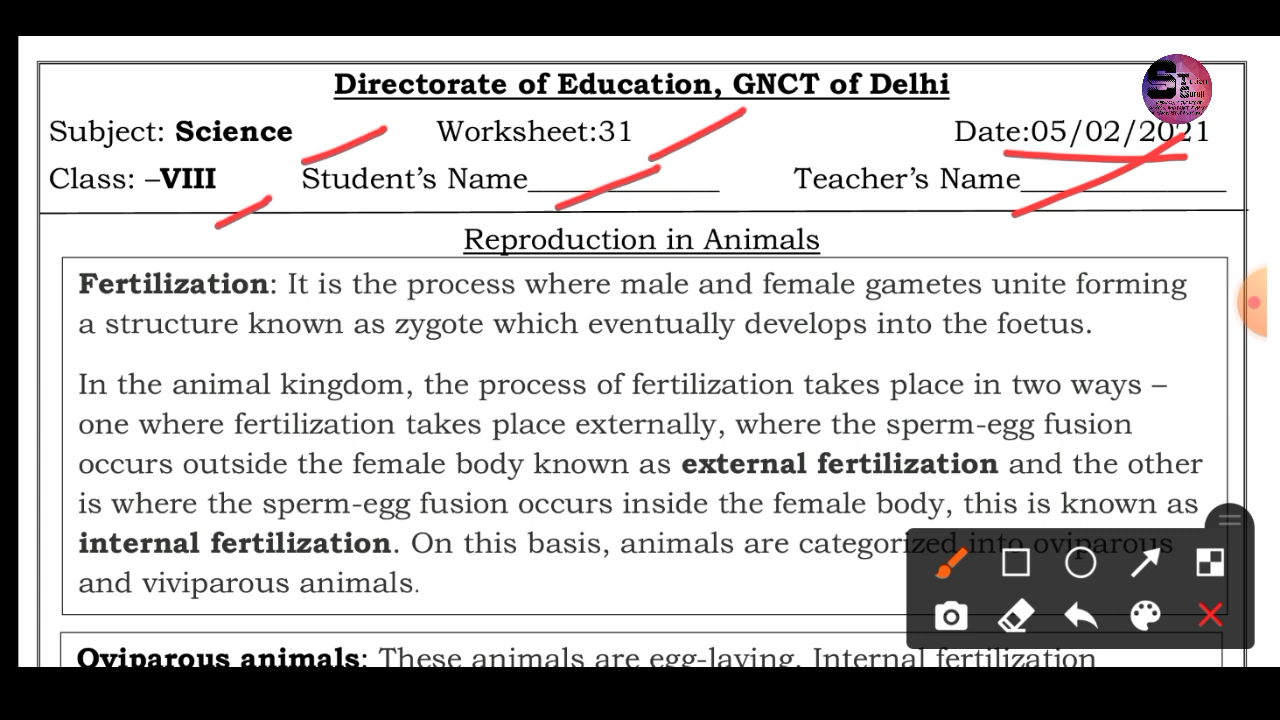 Directorate of Education, GNCT of Delhi
Subject: Science Worksheet:31 Date:05/02/2021
Class: –VIII Student's Name____________ Teacher's Name______________
Reproduction in Animals
Fertilization: It is the process where male and female gametes unite forming
a structure known as zygote which eventually develops into the foetus.
In the animal kingdom, the process of fertilization takes place in two ways –
one where fertilization takes place externally, where the sperm-egg fusion
occurs outside the female body known as external fertilization and the other
is where the sperm-egg fusion occurs inside the female body, this is known as
internal fertilization. On this basis, animals are categorized into oviparous
and viviparous animals.
Oviparous animals: These animals are egg-laying. Internal fertilization